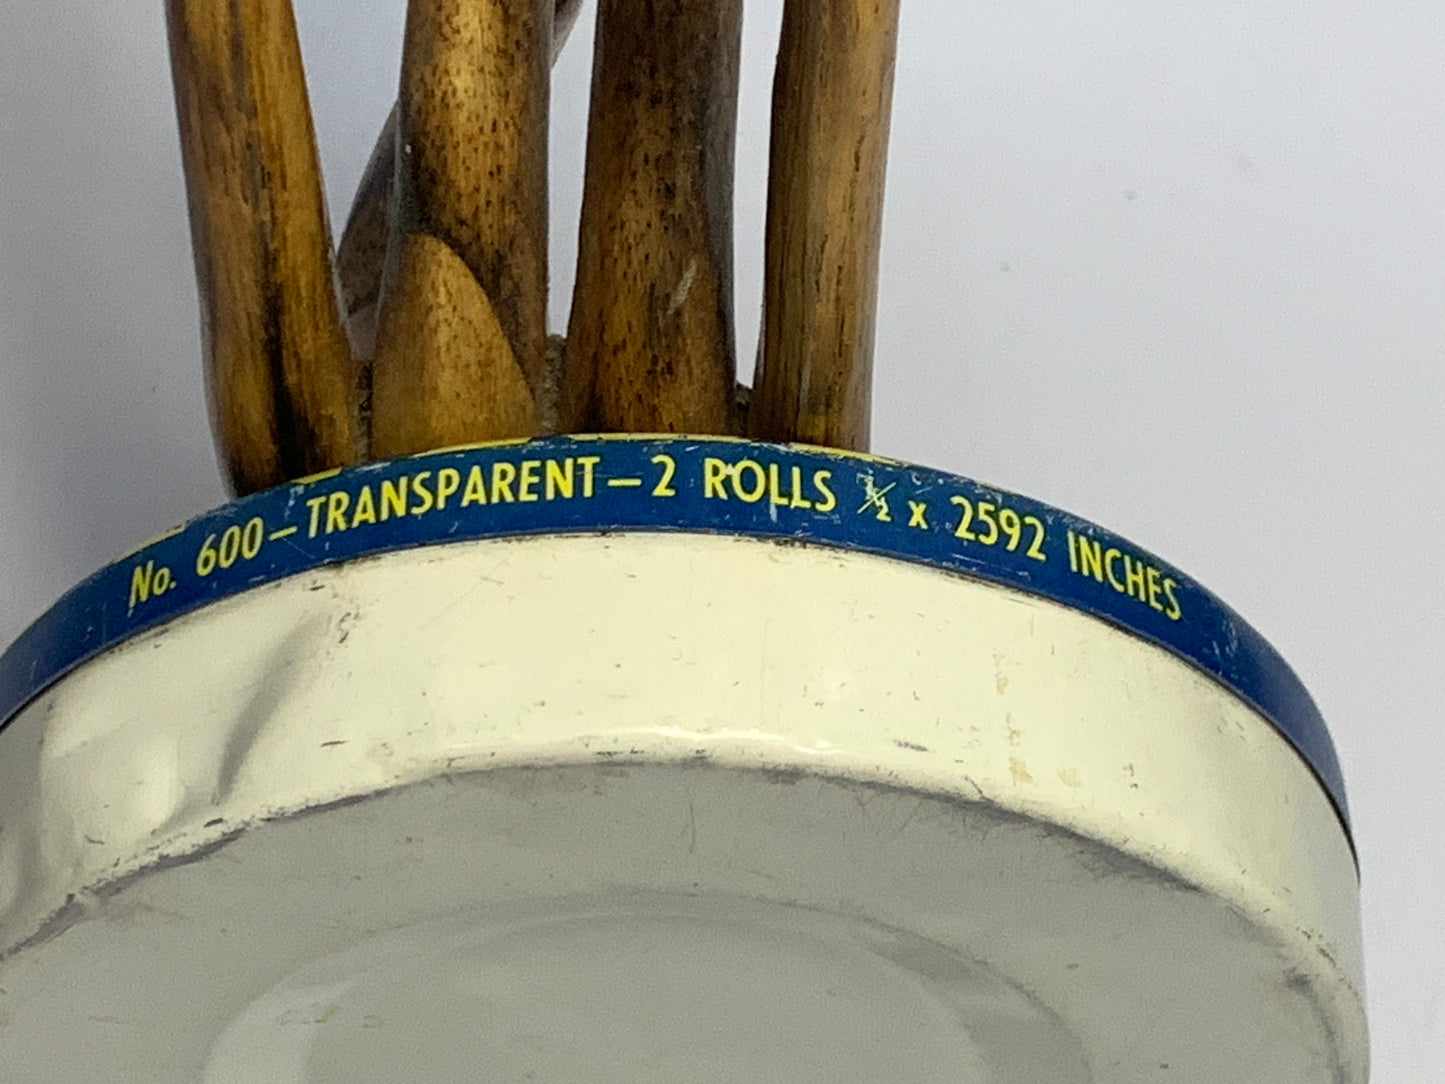 No. 600—TRANSPARENT—2 ROLLS ½ x 2592 INCHES